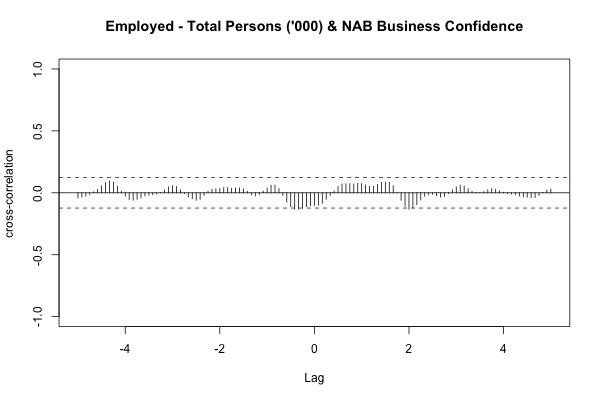 Employed - Total Persons ('000) & NAB Business Confidence
cross-correlation
1.0
0.5
0.0
-0.5
-1.0
-4 -2 0 2 4
Lag